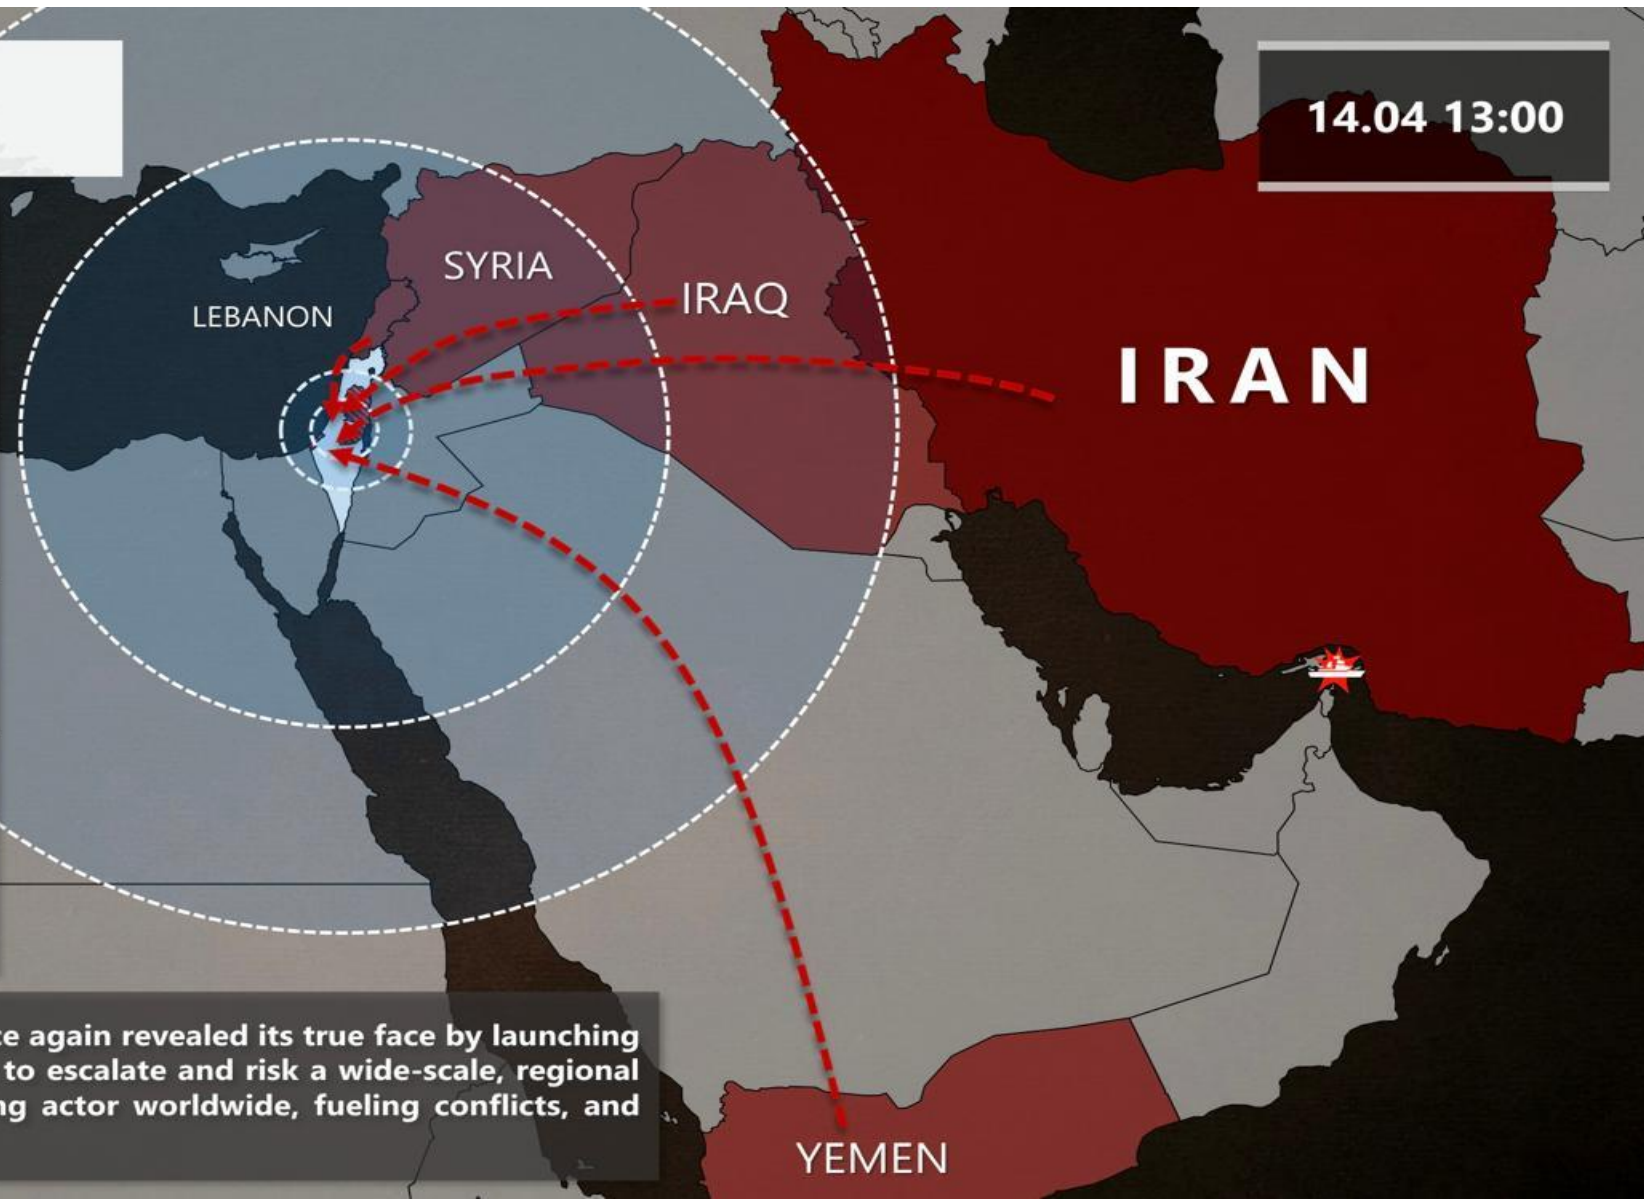 14.04 13:00
SYRIA
IRAQ
LEBANON
IRAN
again revealed its true face by launching
to escalate and risk a wide-scale, regional
actor worldwide, fueling conflicts, and
YEMEN